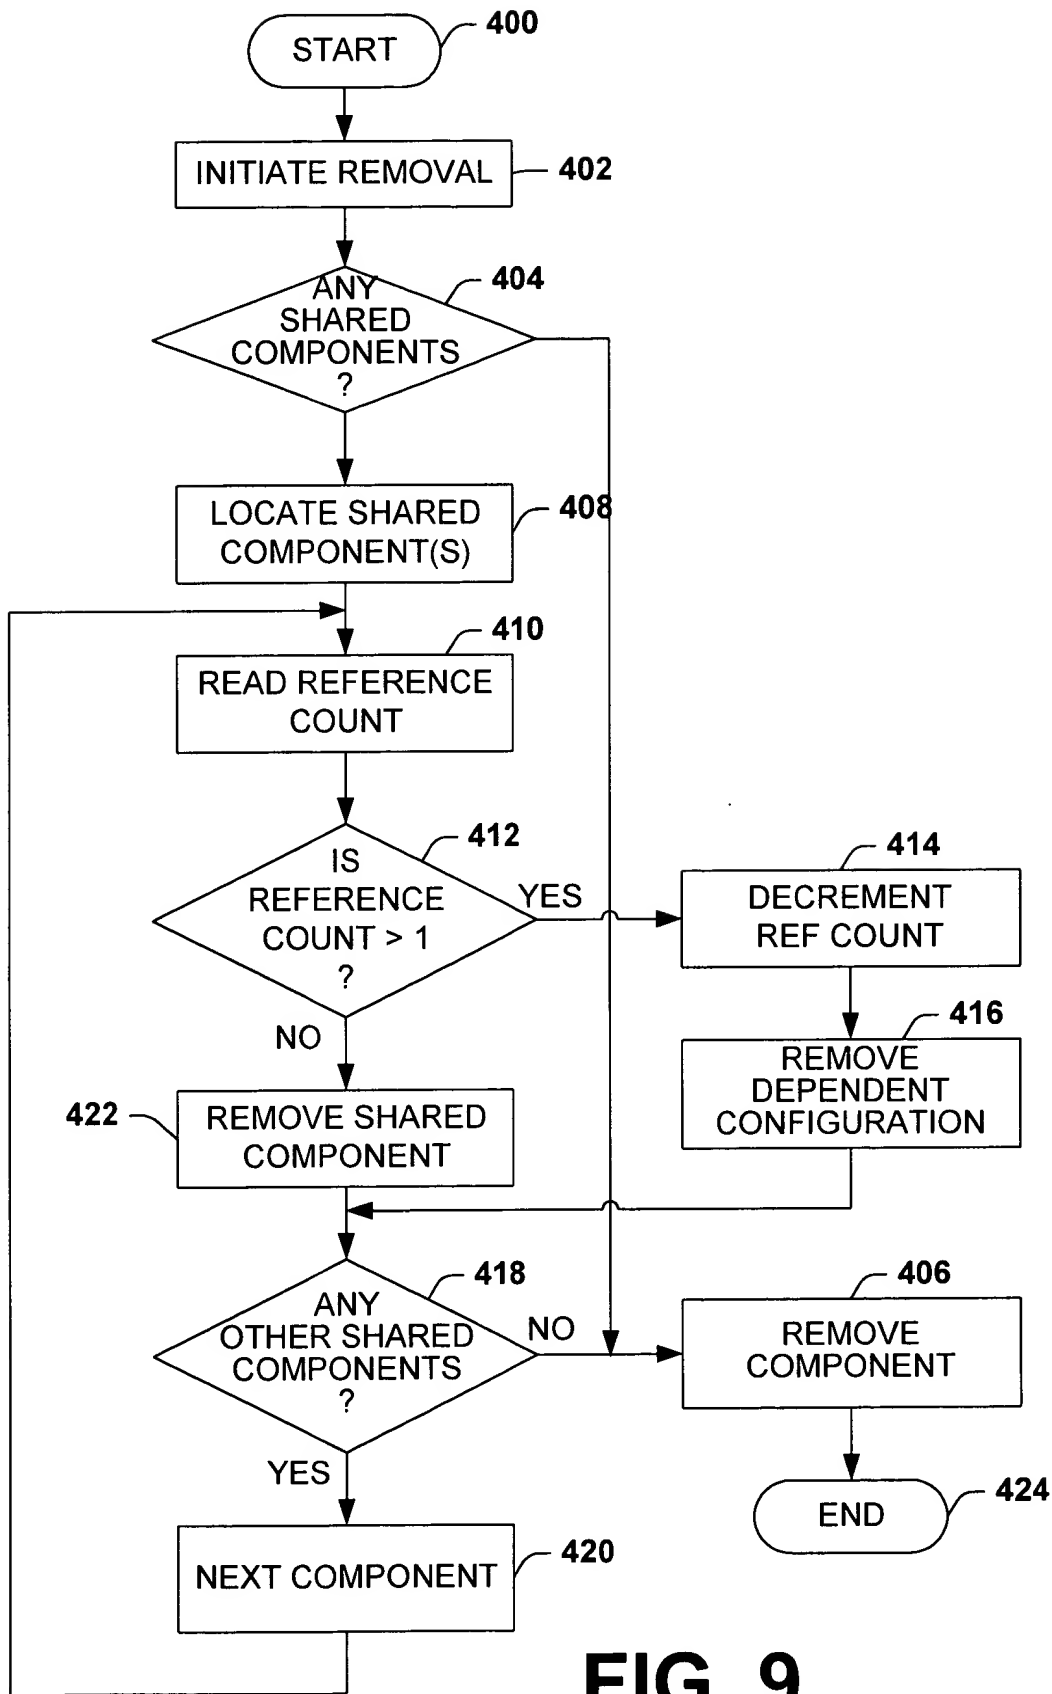 START
400
INITIATE REMOVAL
402
ANY
SHARED
COMPONENTS
?
404
LOCATE SHARED
COMPONENT(S)
408
READ REFERENCE
COUNT
410
IS
REFERENCE
COUNT > 1
?
412
YES
DECREMENT
REF COUNT
414
REMOVE
DEPENDENT
CONFIGURATION
416
NO
REMOVE SHARED
COMPONENT
422
ANY
OTHER SHARED
COMPONENTS
?
418
NO
REMOVE
COMPONENT
406
YES
END
424
NEXT COMPONENT
420
FIG. 9